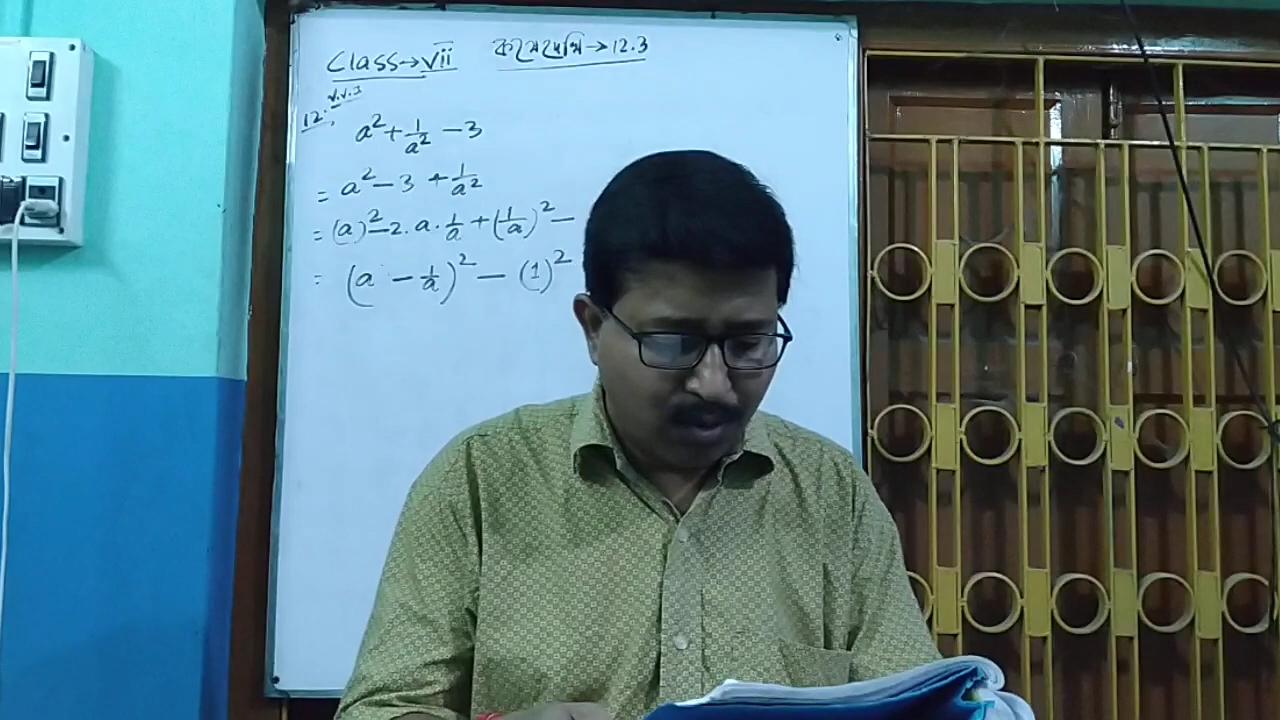 Class→VII কষে দেখি→12.3
12. v.v.I
a² + 1/a² − 3
= a² − 3 + 1/a²
= (a)² − 2.a.1/a + (1/a)² −
= (a − 1/a)² − (1)²